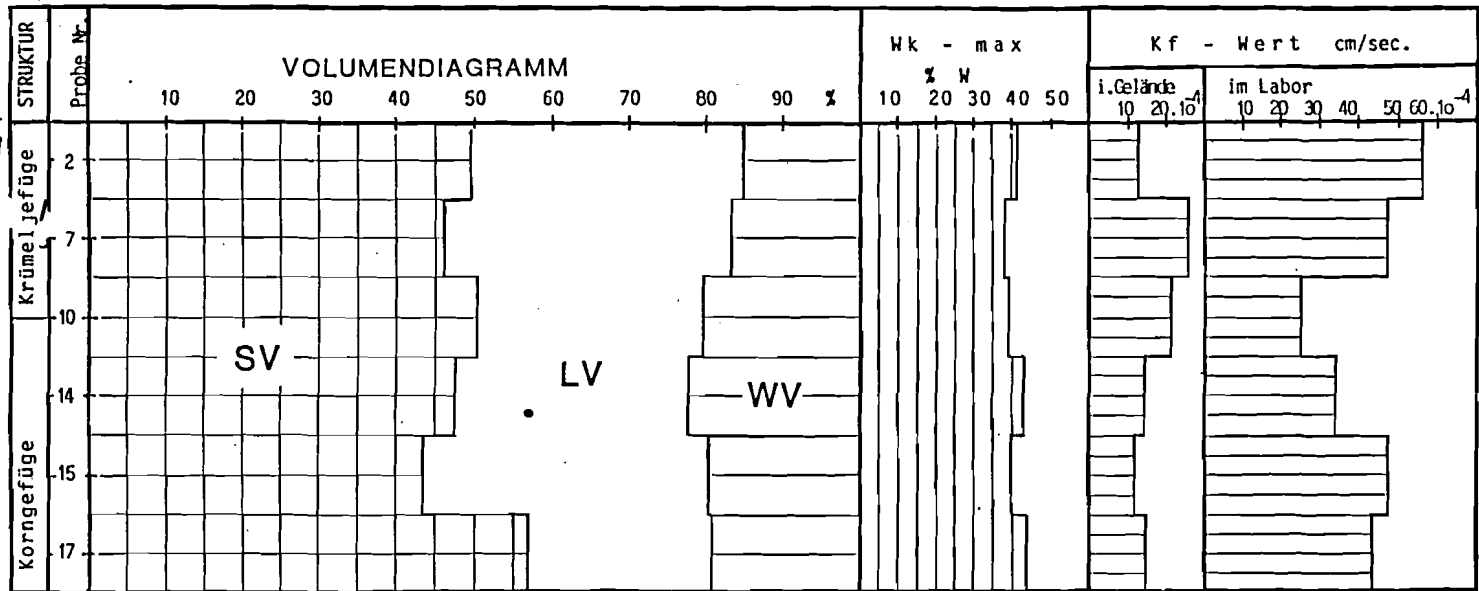 STRUKTUR
Probe Nr.
VOLUMENDIAGRAMM
10 20 30 40 50 60 70 80 90 %
Wk - max
% W
10 20 30 40 50
Kf - Wert cm/sec.
i.Gelände
10 20.10-4
im Labor
10 20 30 40 50 60.10-4
Krümeljefüge
Korngefüge
2
7
10
14
15
17
SV
LV
WV